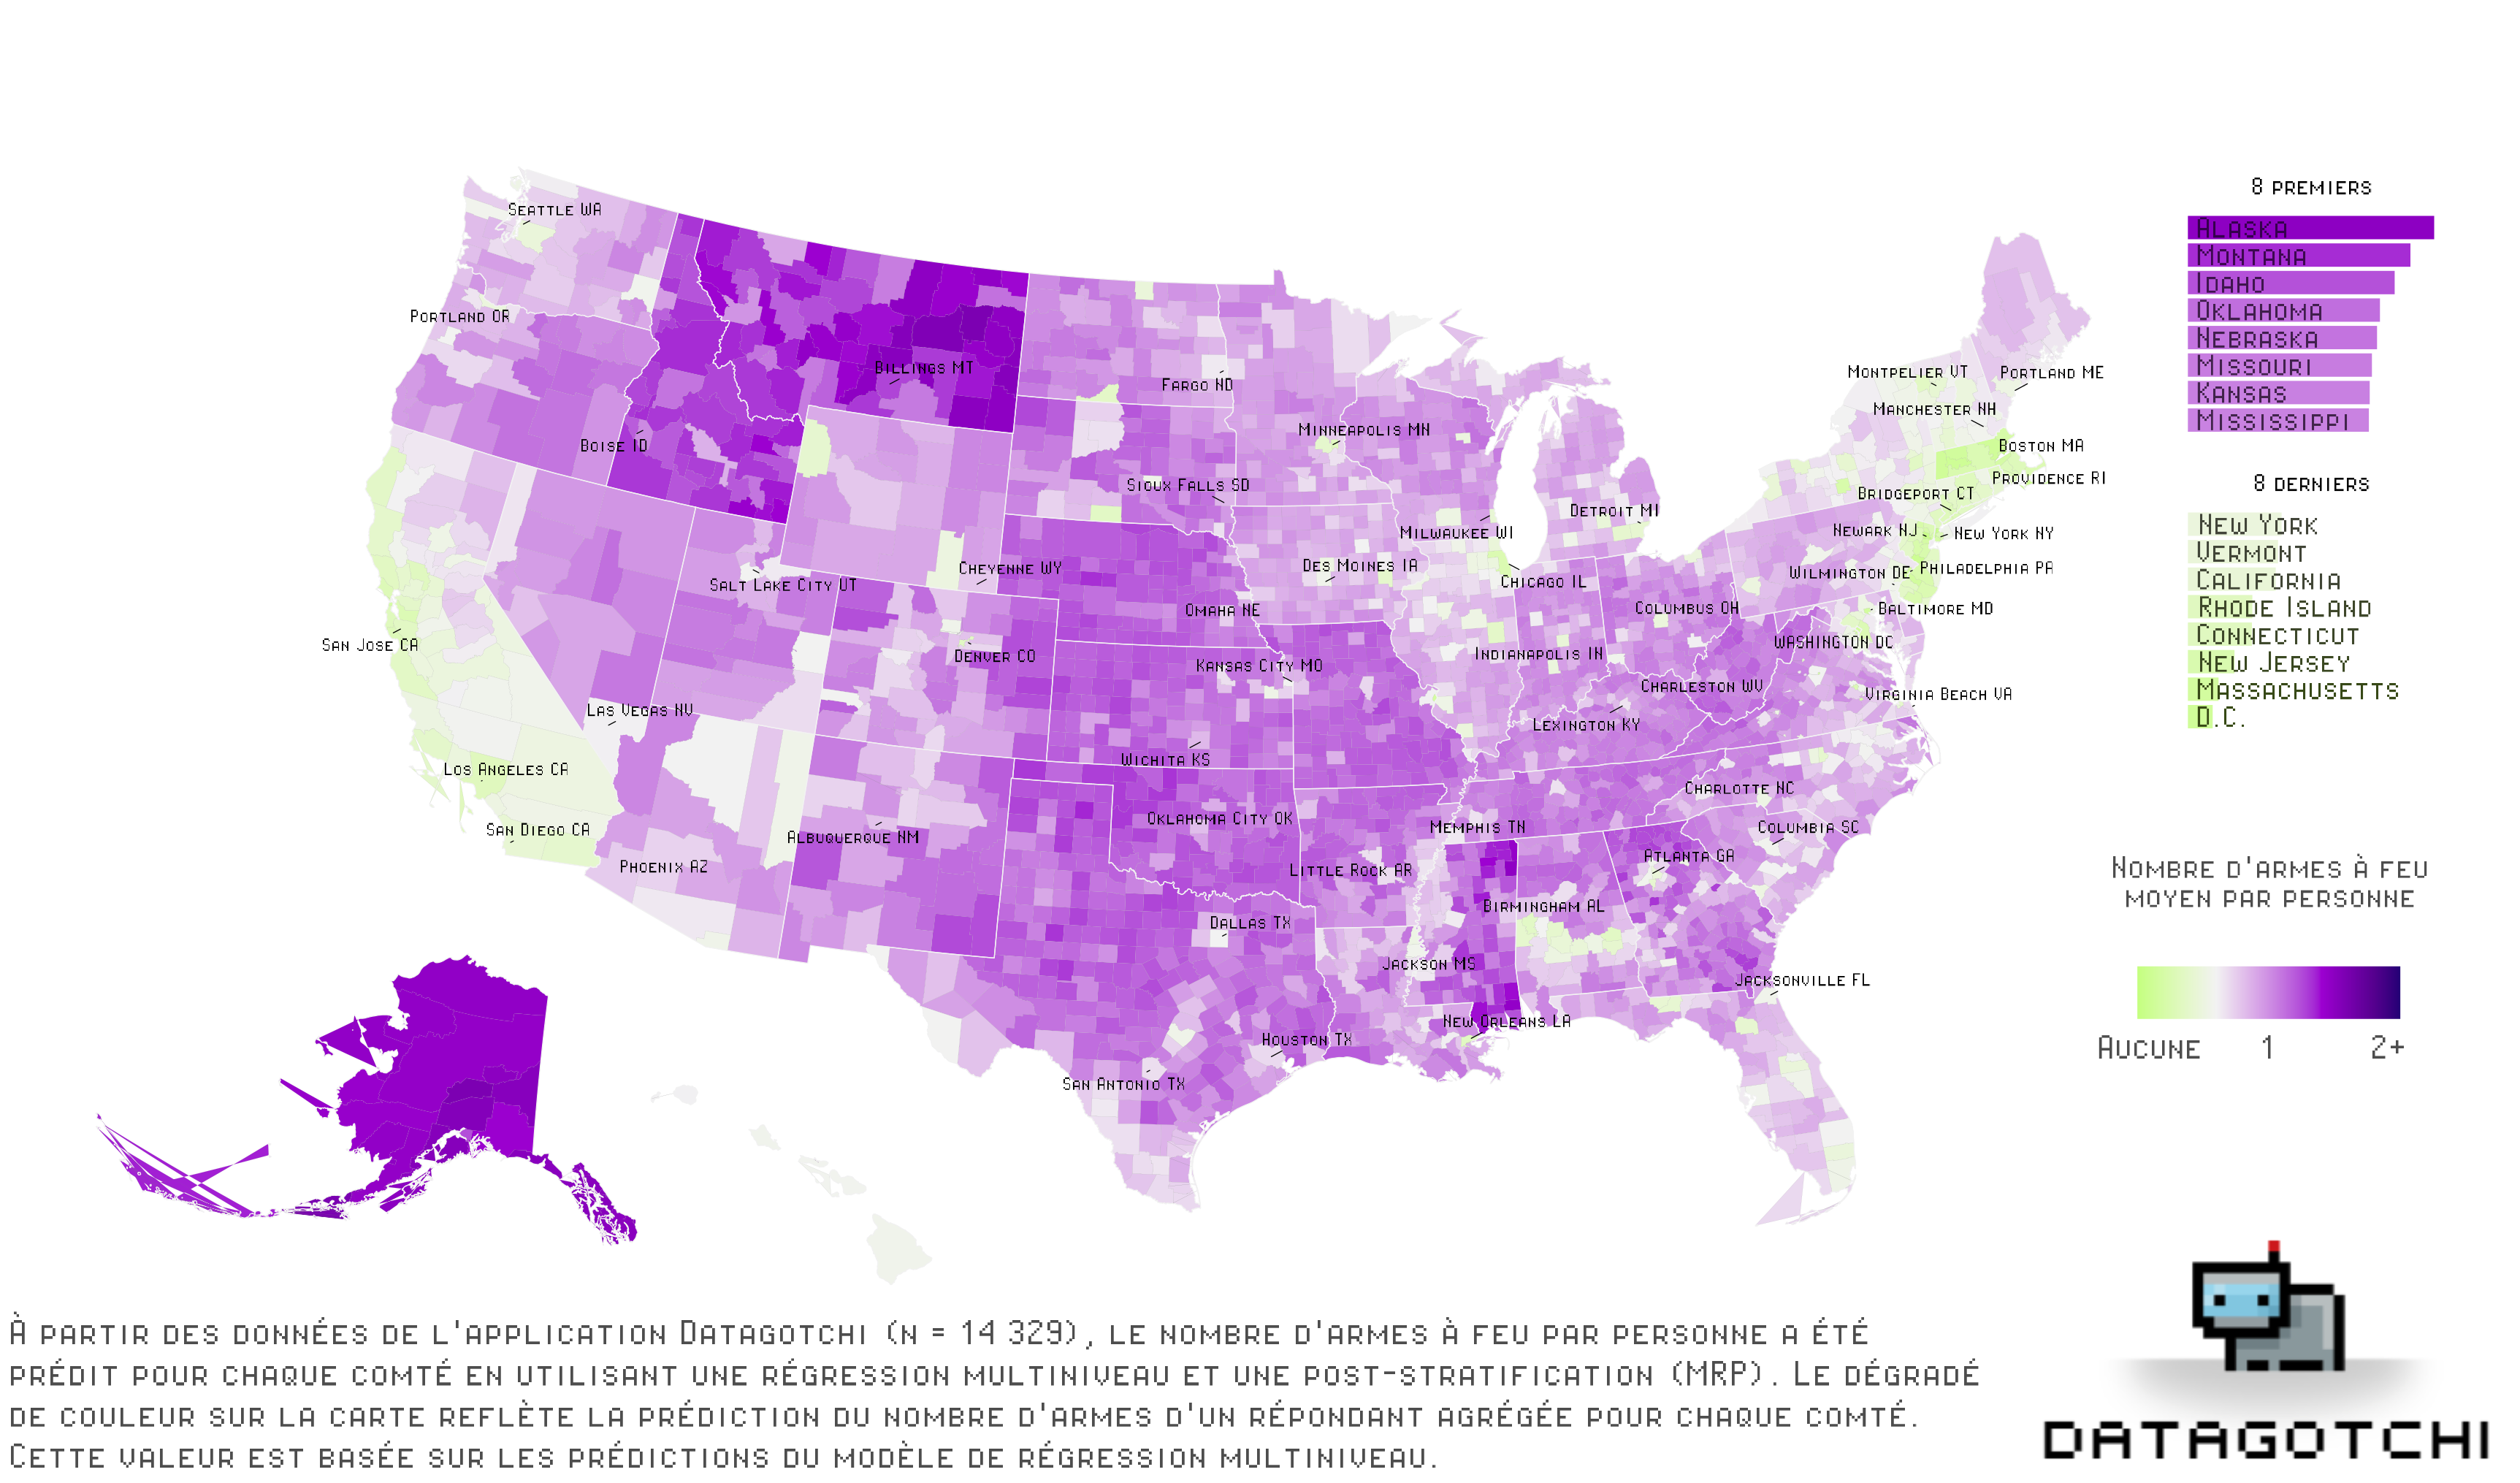 8 PREMIERS
ALASKA
MONTANA
IDAHO
OKLAHOMA
NEBRASKA
MISSOURI
KANSAS
MISSISSIPPI
8 DERNIERS
NEW YORK
VERMONT
CALIFORNIA
RHODE ISLAND
CONNECTICUT
NEW JERSEY
MASSACHUSETTS
D.C.
NOMBRE D'ARMES À FEU
MOYEN PAR PERSONNE
AUCUNE
1
2+
SEATTLE WA
PORTLAND OR
BILLINGS MT
BOISE ID
FARGO ND
MINNEAPOLIS MN
SIOUX FALLS SD
MILWAUKEE WI
DETROIT MI
MONTPELIER VT
PORTLAND ME
MANCHESTER NH
BOSTON MA
PROVIDENCE RI
BRIDGEPORT CT
NEWARK NJ
NEW YORK NY
PHILADELPHIA PA
WILMINGTON DE
BALTIMORE MD
WASHINGTON DC
VIRGINIA BEACH VA
SALT LAKE CITY UT
CHEYENNE WY
DES MOINES IA
CHICAGO IL
OMAHA NE
COLUMBUS OH
SAN JOSE CA
DENVER CO
KANSAS CITY MO
INDIANAPOLIS IN
CHARLESTON WV
LAS VEGAS NV
LEXINGTON KY
WICHITA KS
LOS ANGELES CA
CHARLOTTE NC
SAN DIEGO CA
ALBUQUERQUE NM
OKLAHOMA CITY OK
MEMPHIS TN
COLUMBIA SC
PHOENIX AZ
LITTLE ROCK AR
ATLANTA GA
BIRMINGHAM AL
DALLAS TX
JACKSON MS
JACKSONVILLE FL
NEW ORLEANS LA
HOUSTON TX
SAN ANTONIO TX
À PARTIR DES DONNÉES DE L'APPLICATION DATAGOTCHI (N = 14 329), LE NOMBRE D'ARMES À FEU PAR PERSONNE A ÉTÉ
PRÉDIT POUR CHAQUE COMTÉ EN UTILISANT UNE RÉGRESSION MULTINIVEAU ET UNE POST-STRATIFICATION (MRP). LE DÉGRADÉ
DE COULEUR SUR LA CARTE REFLÈTE LA PRÉDICTION DU NOMBRE D'ARMES D'UN RÉPONDANT AGRÉGÉE POUR CHAQUE COMTÉ.
CETTE VALEUR EST BASÉE SUR LES PRÉDICTIONS DU MODÈLE DE RÉGRESSION MULTINIVEAU.
DATAGOTCHI